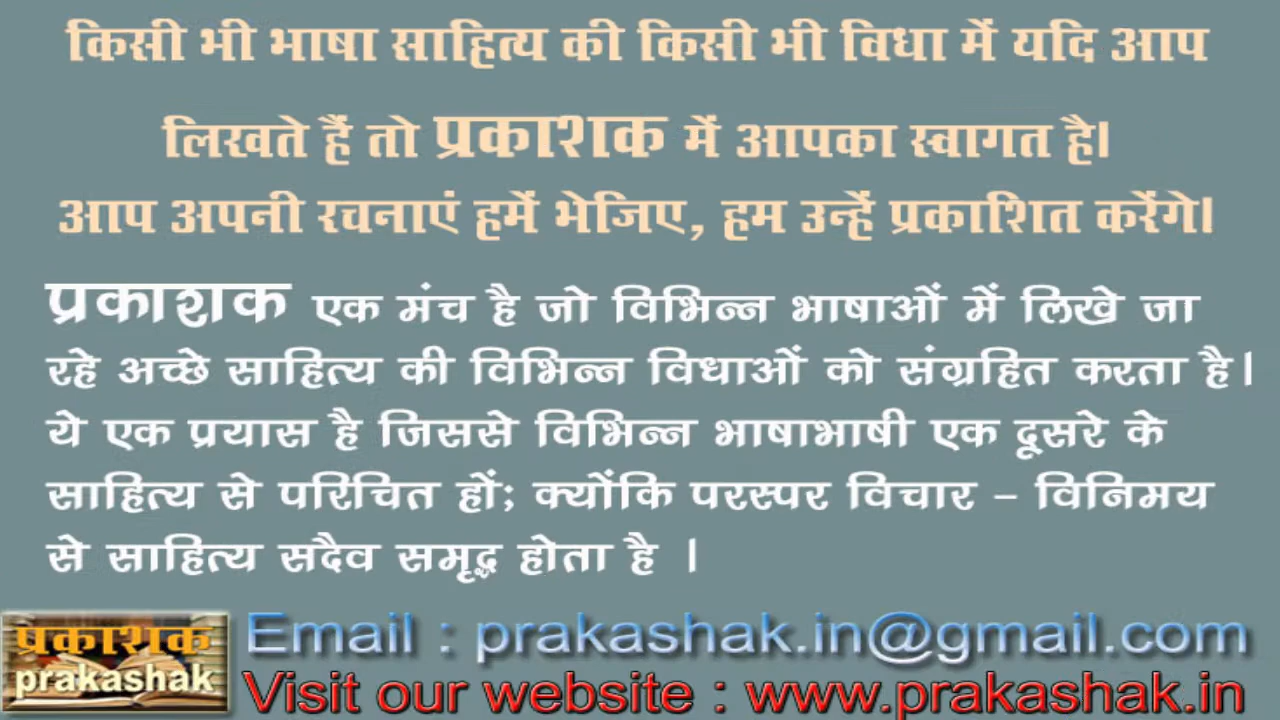 किसी भी भाषा साहित्य की किसी भी विधा में यदि आप
लिखते हैं तो प्रकाशक में आपका स्वागत है।
आप अपनी रचनाएं हमें भेजिए, हम उन्हें प्रकाशित करेंगे।
प्रकाशक एक मंच है जो विभिन्न भाषाओं में लिखे जा
रहे अच्छे साहित्य की विभिन्न विधाओं को संग्रहित करता है।
ये एक प्रयास है जिससे विभिन्न भाषाभाषी एक दूसरे के
साहित्य से परिचित हों; क्योंकि परस्पर विचार - विनिमय
से साहित्य सदैव समृद्ध होता है ।
प्रकाशक
prakashak
Email : prakashak.in@gmail.com
Visit our website : www.prakashak.in